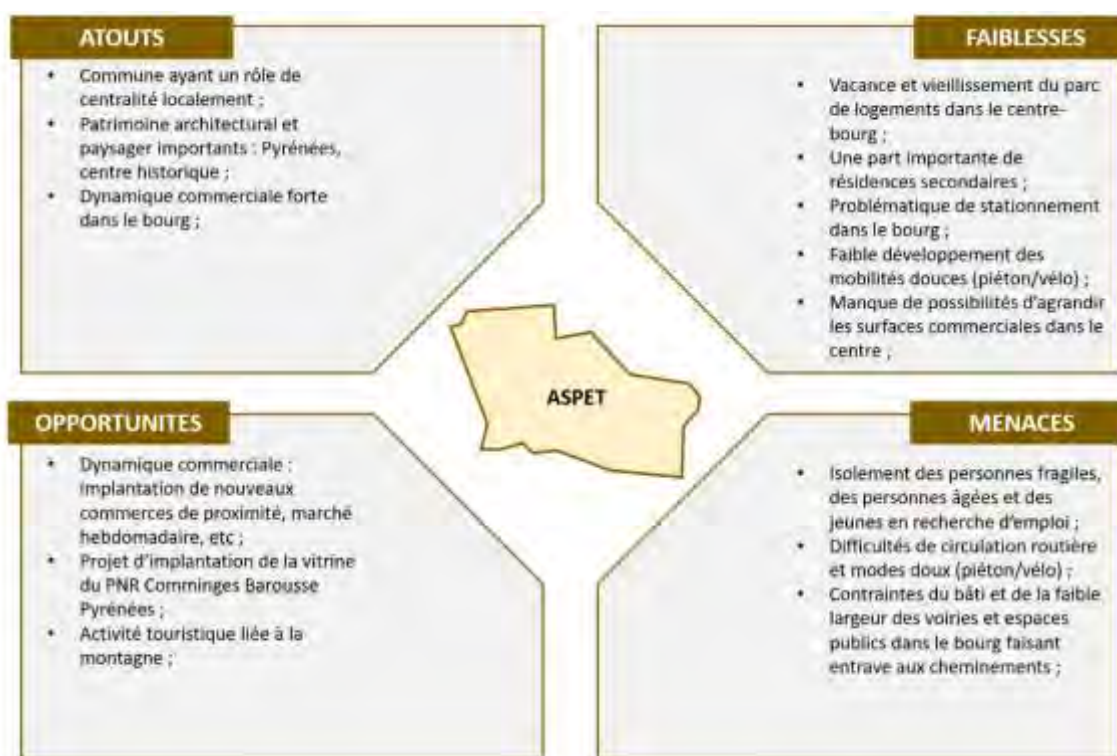 ATOUTS
• Commune ayant un rôle de
centralité localement ;
• Patrimoine architectural et
paysager importants : Pyrénées,
centre historique ;
• Dynamique commerciale forte
dans le bourg ;
FAIBLESSES
• Vacance et vieillissement du parc
de logements dans le centre-
bourg ;
• Une part importante de
résidences secondaires ;
• Problématique de stationnement
dans le bourg ;
• Faible développement des
mobilités douces (piéton/vélo) ;
• Manque de possibilités d'agrandir
les surfaces commerciales dans le
centre ;
ASPET
OPPORTUNITES
• Dynamique commerciale :
implantation de nouveaux
commerces de proximité, marché
hebdomadaire, etc ;
• Projet d'implantation de la vitrine
du PNR Comminges Barousse
Pyrénées ;
• Activité touristique liée à la
montagne ;
MENACES
• Isolement des personnes fragiles,
des personnes âgées et des
jeunes en recherche d'emploi ;
• Difficultés de circulation routière
et modes doux (piéton/vélo) ;
• Contraintes du bâti et de la faible
largeur des voiries et espaces
publics dans le bourg faisant
entrave aux cheminements ;